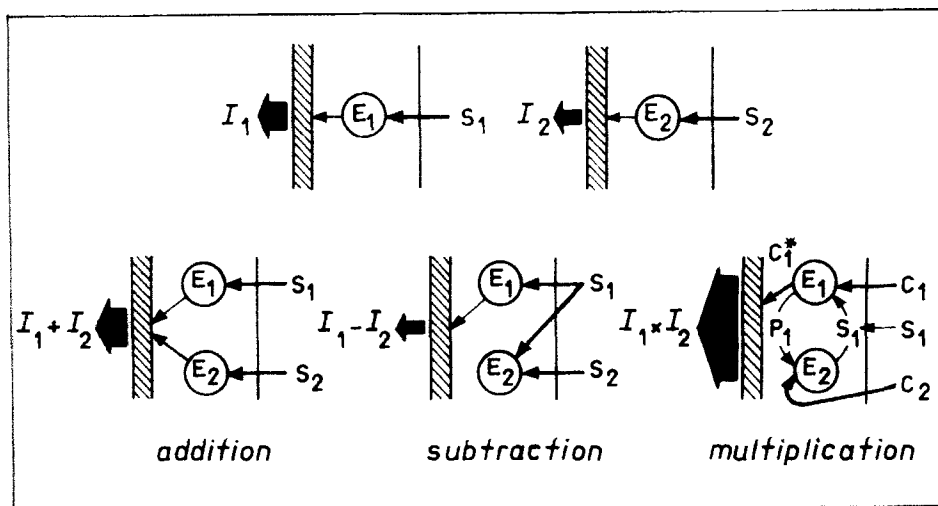 I₁ E₁ S₁ I₂ E₂ S₂
C₁*
E₁ S₁ E₁ S₁ E₁ C₁
I₁ + I₂ I₁ − I₂ I₁ × I₂ P₁ S₁ S₁
E₂ S₂ E₂ S₂ E₂ C₂
addition subtraction multiplication